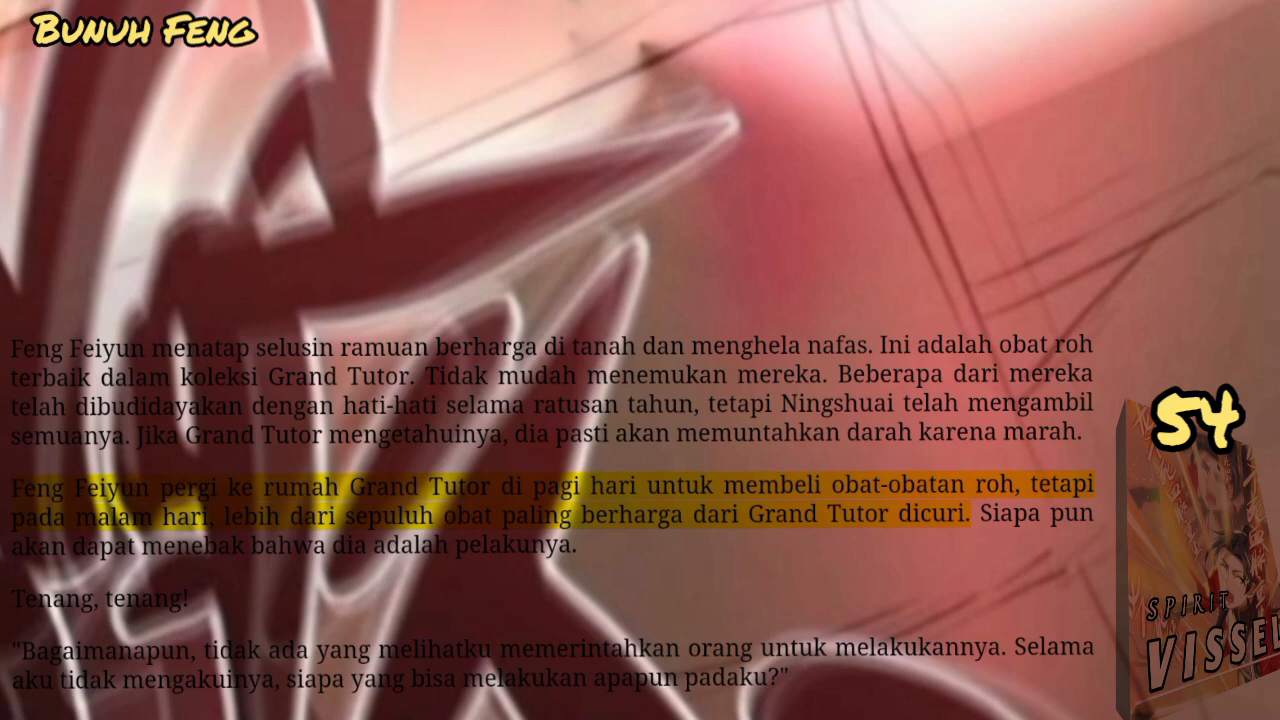 Bunuh Feng
Feng Feiyun menatap selusin ramuan berharga di tanah dan menghela nafas. Ini adalah obat roh
terbaik dalam koleksi Grand Tutor. Tidak mudah menemukan mereka. Beberapa dari mereka
telah dibudidayakan dengan hati-hati selama ratusan tahun, tetapi Ningshuai telah mengambil
semuanya. Jika Grand Tutor mengetahuinya, dia pasti akan memuntahkan darah karena marah.
Feng Feiyun pergi ke rumah Grand Tutor di pagi hari untuk membeli obat-obatan roh, tetapi
pada malam hari, lebih dari sepuluh obat paling berharga dari Grand Tutor dicuri. Siapa pun
akan dapat menebak bahwa dia adalah pelakunya.
Tenang, tenang!
"Bagaimanapun, tidak ada yang melihatku memerintahkan orang untuk melakukannya. Selama
aku tidak mengakuinya, siapa yang bisa melakukan apapun padaku?"
54
SPIRIT
VISSEL